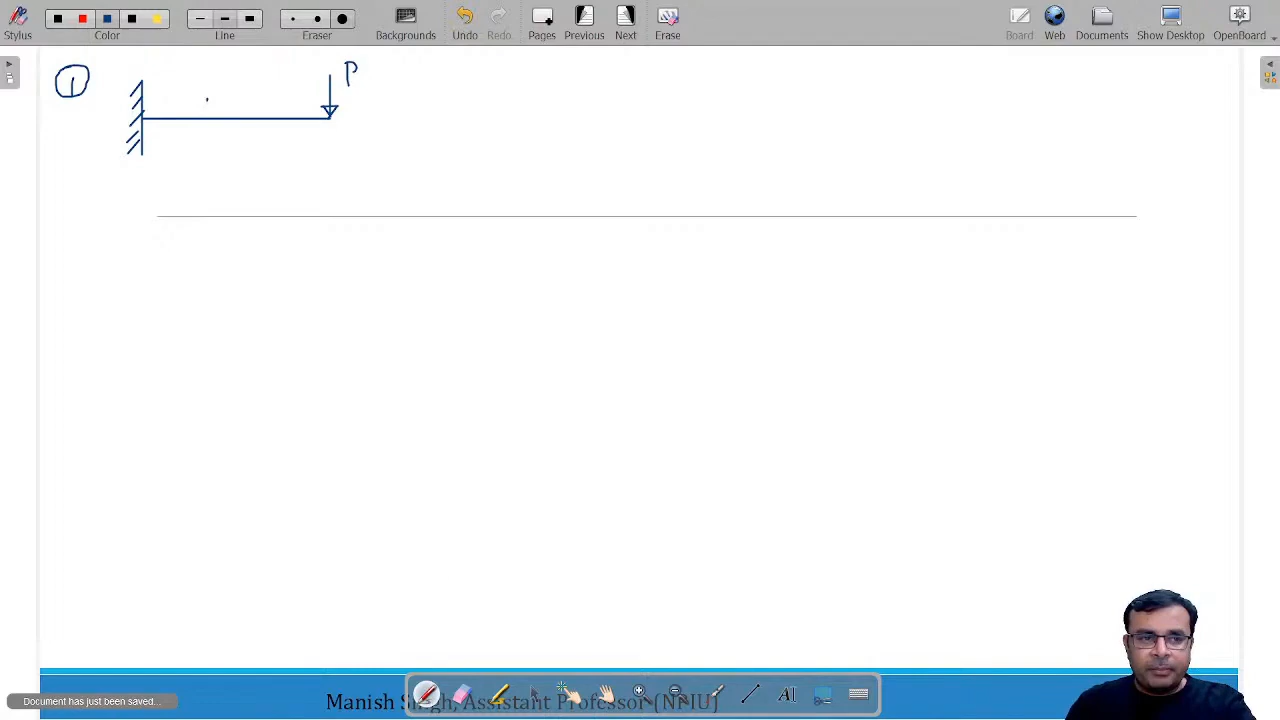 Stylus
Color
Line
Eraser
Backgrounds
Undo
Redo
Pages
Previous
Next
Erase
Board
Web
Documents
Show Desktop
OpenBoard
1
P
Document has just been saved...
Manish Singh, Assistant Professor (NPIU)